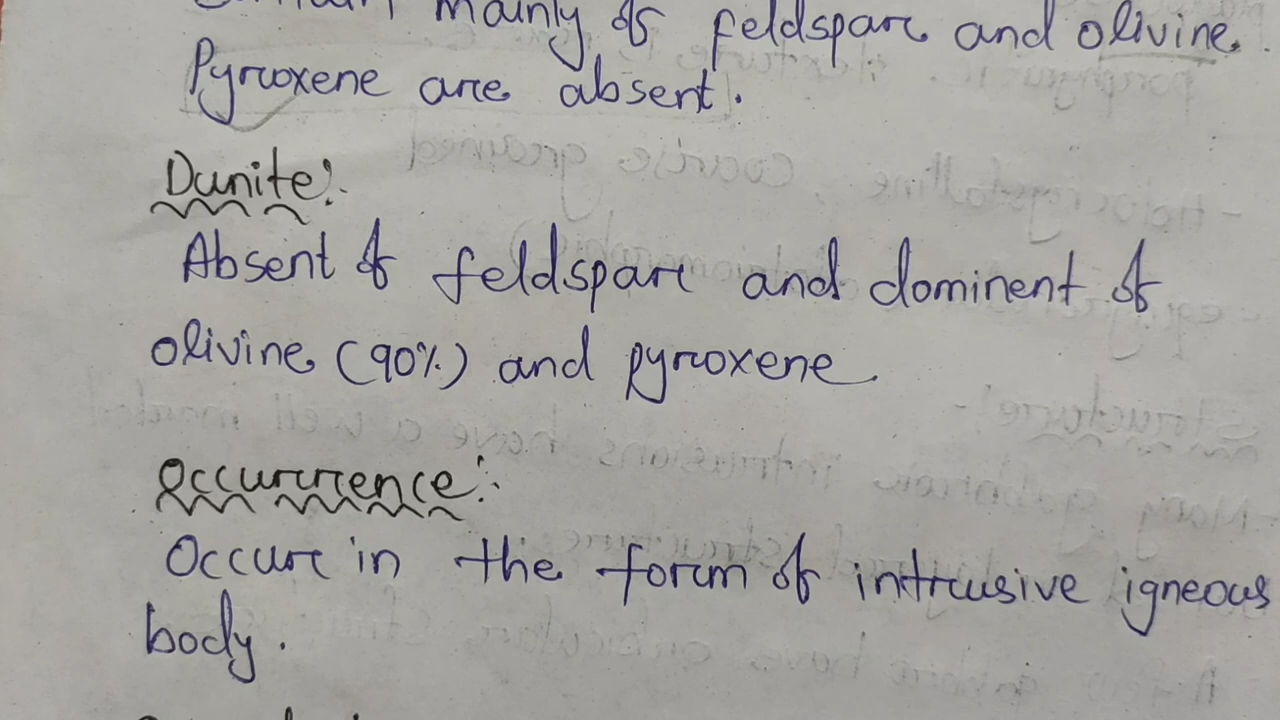 mainly of feldspar and olivine.
Pyroxene are absent.
Dunite:
Absent of feldspar and dominent of
olivine (90%) and pyroxene
Occurrence:
Occur in the form of intrusive igneous
body.